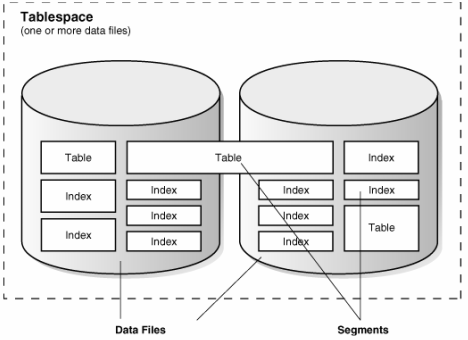 Tablespace
(one or more data files)
Table
Table
Index
Index
Index
Index
Index
Index
Index
Index
Index
Index
Index
Table
Data Files
Segments